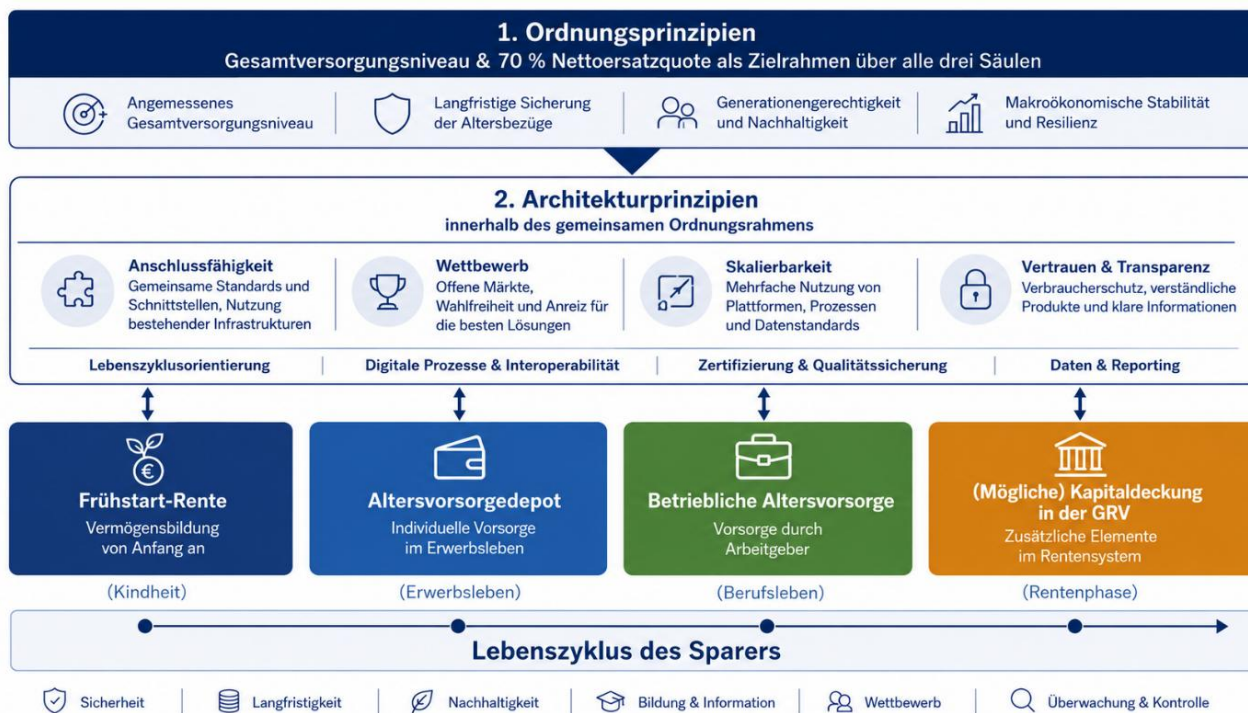 1. Ordnungsprinzipien
Gesamtversorgungsniveau & 70 % Nettoersatzquote als Zielrahmen über alle drei Säulen
Angemessenes
Gesamtversorgungsniveau
Langfristige Sicherung
der Altersbezüge
Generationengerechtigkeit
und Nachhaltigkeit
Makroökonomische Stabilität
und Resilienz
2. Architekturprinzipien
innerhalb des gemeinsamen Ordnungsrahmens
Anschlussfähigkeit
Gemeinsame Standards und
Schnittstellen, Nutzung
bestehender Infrastrukturen
Wettbewerb
Offene Märkte,
Wahlfreiheit und Anreiz für
die besten Lösungen
Skalierbarkeit
Mehrfache Nutzung von
Plattformen, Prozessen
und Datenstandards
Vertrauen & Transparenz
Verbraucherschutz, verständliche
Produkte und klare Informationen
Lebenszyklusorientierung
Digitale Prozesse & Interoperabilität
Zertifizierung & Qualitätssicherung
Daten & Reporting
€
Frühstart-Rente
Vermögensbildung
von Anfang an
Altersvorsorgedepot
Individuelle Vorsorge
im Erwerbsleben
Betriebliche Altersvorsorge
Vorsorge durch
Arbeitgeber
(Mögliche) Kapitaldeckung
in der GRV
Zusätzliche Elemente
im Rentensystem
(Kindheit)
(Erwerbsleben)
(Berufsleben)
(Rentenphase)
Lebenszyklus des Sparers
Sicherheit
Langfristigkeit
Nachhaltigkeit
Bildung & Information
Wettbewerb
Überwachung & Kontrolle